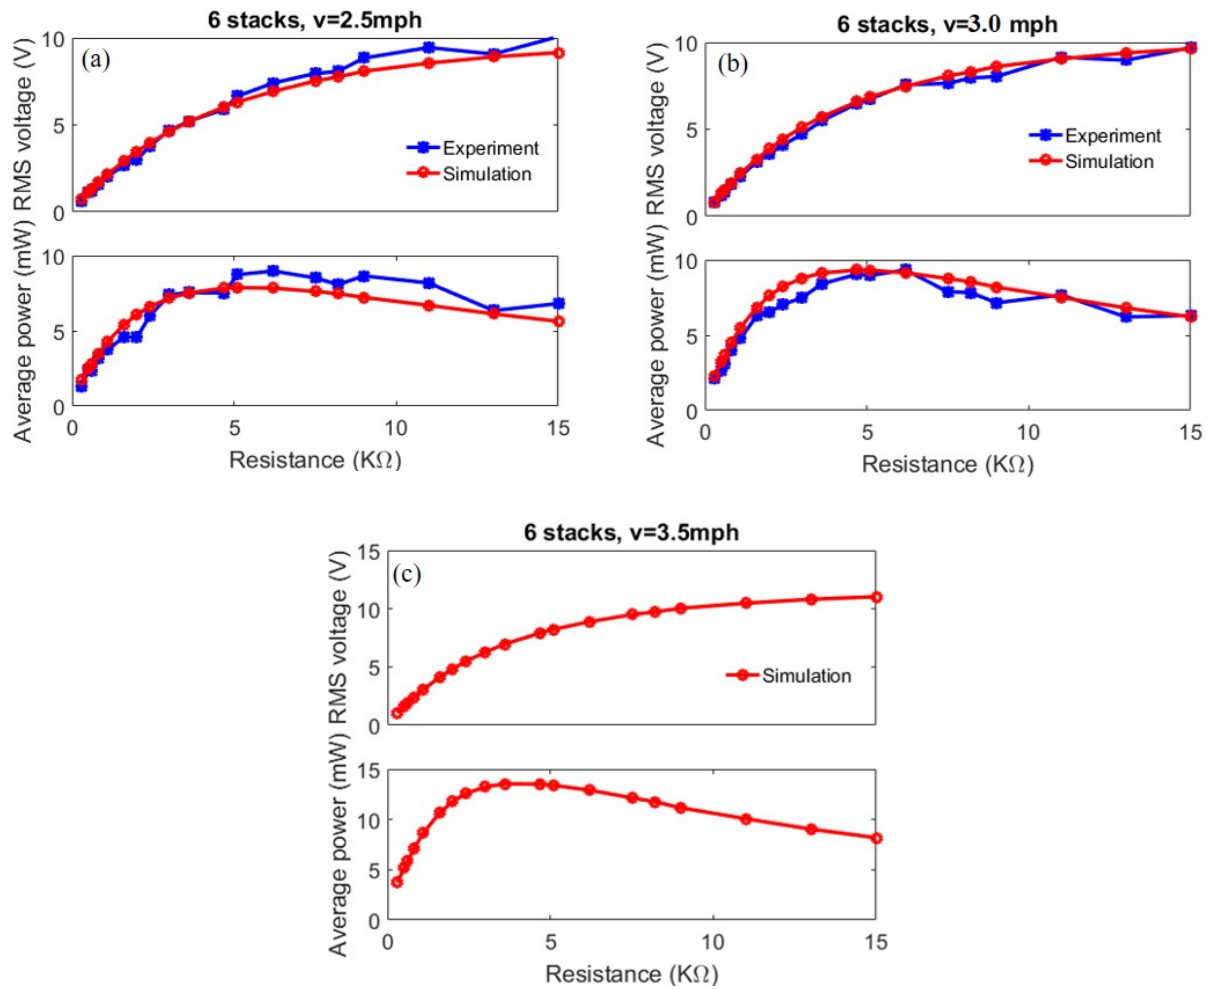 6 stacks, v=2.5mph
(a)
RMS voltage (V)
10
5
0
Experiment
Simulation
Average power (mW)
10
5
0
0 5 10 15
Resistance (KΩ)
6 stacks, v=3.0 mph
(b)
RMS voltage (V)
10
5
0
Experiment
Simulation
Average power (mW)
10
5
0
0 5 10 15
Resistance (KΩ)
6 stacks, v=3.5mph
(c)
RMS voltage (V)
15
10
5
0
Simulation
Average power (mW)
15
10
5
0
0 5 10 15
Resistance (KΩ)